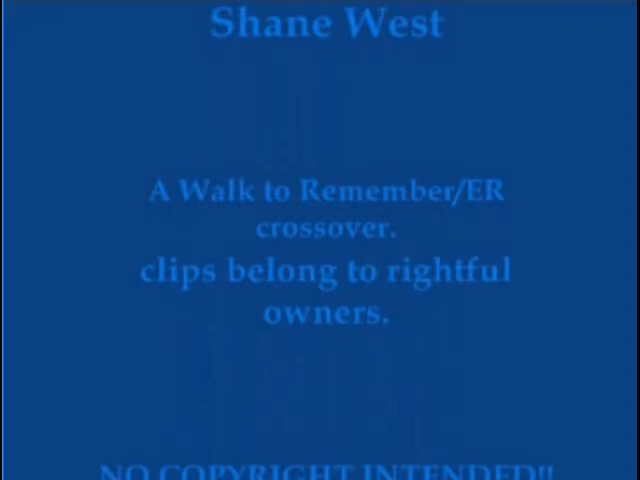 Shane West
A Walk to Remember/ER
crossover.
clips belong to rightful
owners.
NO COPYRIGHT INTENDED!!